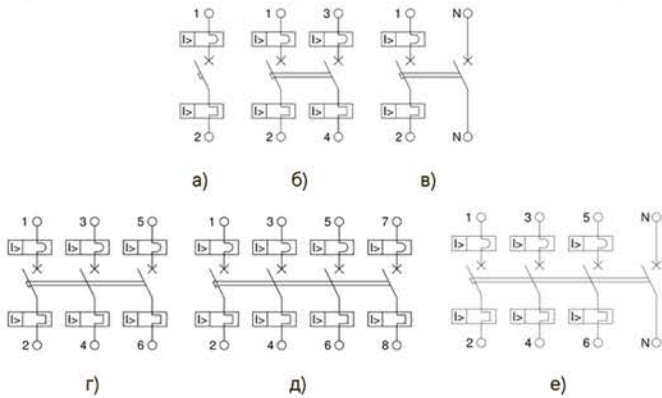 1 1 3 1 N
I> I> I> I>
I> I> I> I>
2 2 4 2 N
а) б) в)
1 3 5 1 3 5 7 1 3 5 N
I> I> I> I> I> I> I> I> I> I>
I> I> I> I> I> I> I> I> I> I>
2 4 6 2 4 6 8 2 4 6 N
г) д) е)